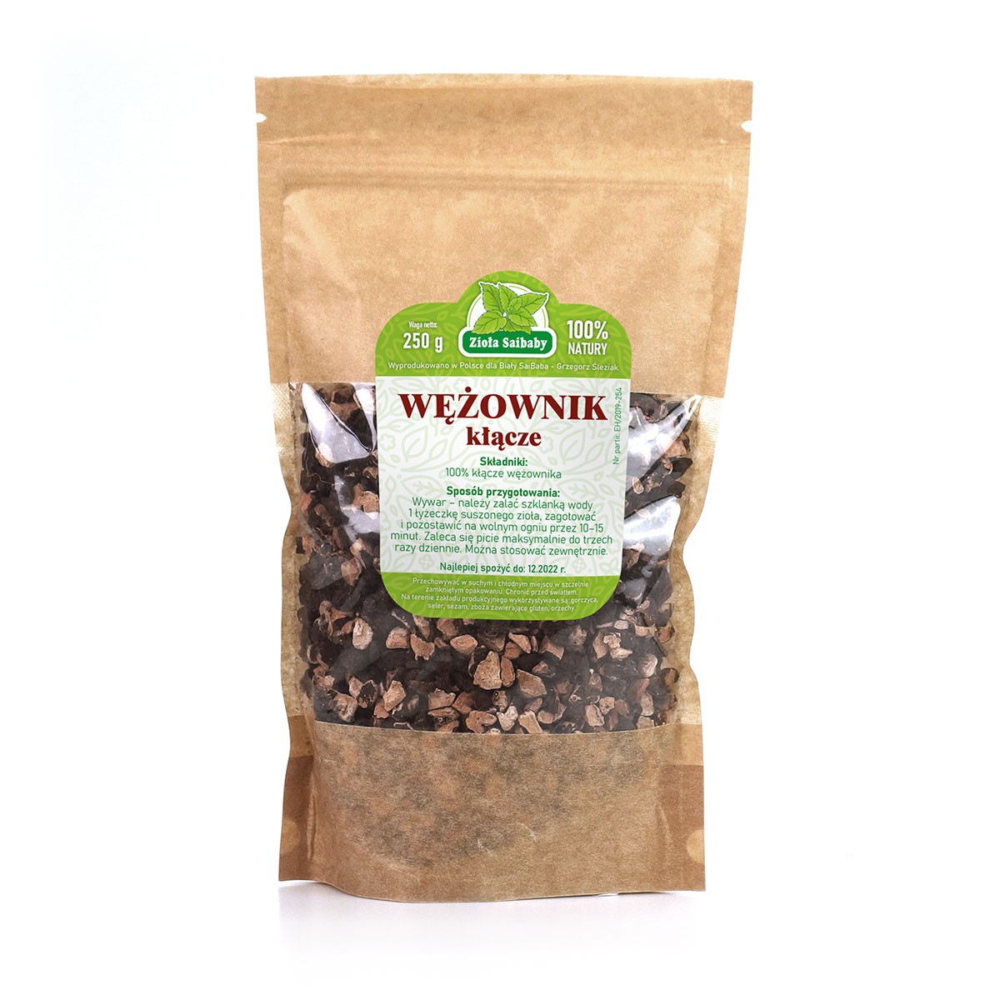 Waga netto:
250 g
Zioła Saibaby
100%
NATURY
Wyprodukowano w Polsce dla Biały SaiBaba - Grzegorz Śleziak
WĘŻOWNIK
kłącze
Nr partii: EH/2019-254
Składniki:
100% kłącze wężownika
Sposób przygotowania:
Wywar – należy zalać szklanką wody
1 łyżeczkę suszonego zioła, zagotować
i pozostawić na wolnym ogniu przez 10–15
minut. Zaleca się picie maksymalnie do trzech
razy dziennie. Można stosować zewnętrznie.
Najlepiej spożyć do: 12.2022 r.
Przechowywać w suchym i chłodnym miejscu w szczelnie
zamkniętym opakowaniu. Chronić przed światłem.
Na terenie zakładu produkcyjnego wykorzystywane są: gorczyca,
seler, sezam, zboża zawierające gluten, orzechy